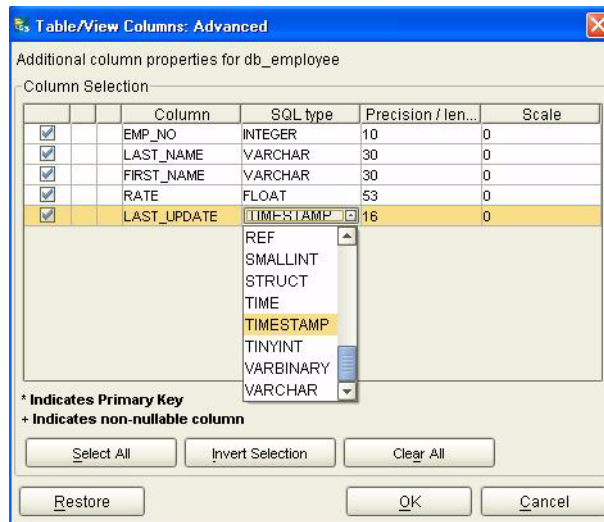 Table/View Columns: Advanced
Additional column properties for db_employee
Column Selection
Column SQL type Precision / len... Scale
EMP_NO INTEGER 10 0
LAST_NAME VARCHAR 30 0
FIRST_NAME VARCHAR 30 0
RATE FLOAT 53 0
LAST_UPDATE TIMESTAMP 16 0
REF
SMALLINT
STRUCT
TIME
TIMESTAMP
TINYINT
VARBINARY
VARCHAR
* Indicates Primary Key
+ Indicates non-nullable column
Select All Invert Selection Clear All
Restore OK Cancel